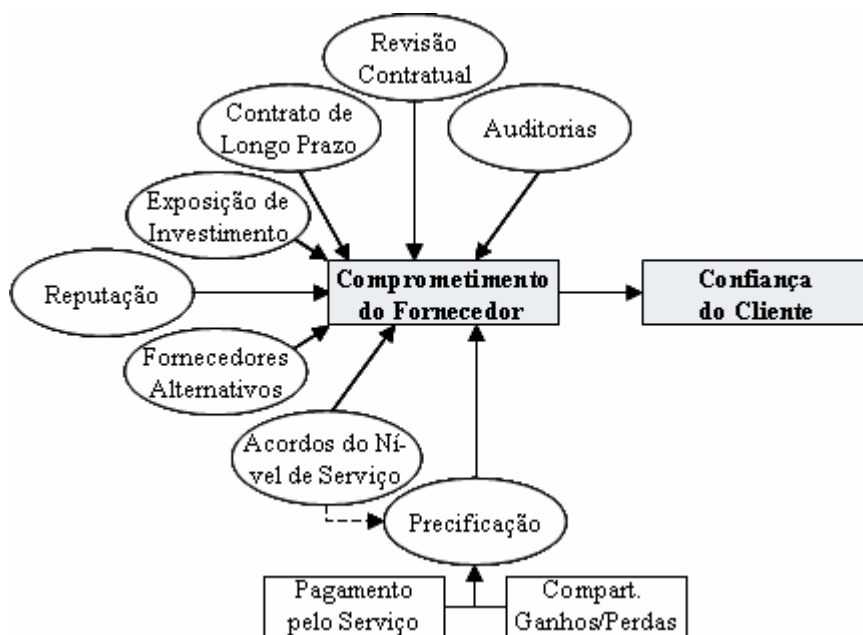 Revisão
Contratual
Contrato de
Longo Prazo
Auditorias
Exposição de
Investimento
Reputação
Comprometimento
do Fornecedor
Confiança
do Cliente
Fornecedores
Alternativos
Acordos do Ní-
vel de Serviço
Precificação
Pagamento
pelo Serviço
Compart.
Ganhos/Perdas